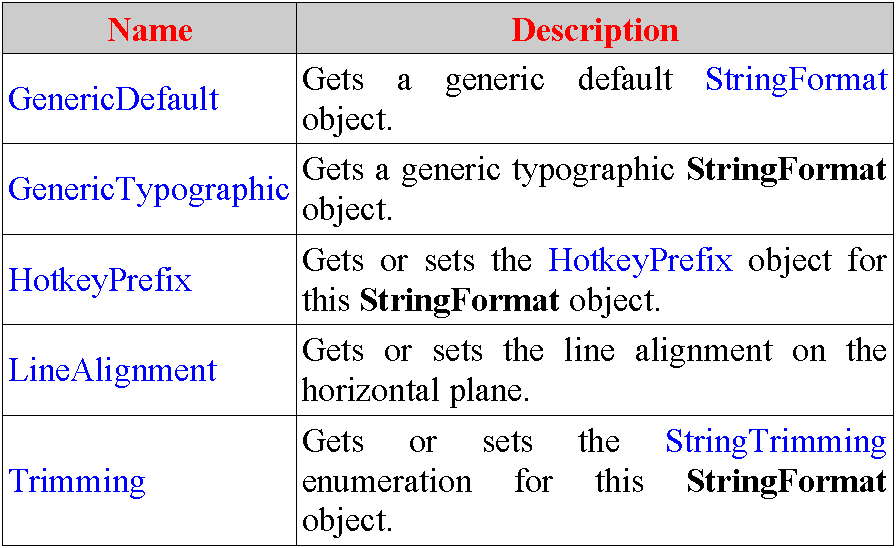 Name Description
GenericDefault
Gets a generic default StringFormat
object.
GenericTypographic
Gets a generic typographic StringFormat
object.
HotkeyPrefix
Gets or sets the HotkeyPrefix object for
this StringFormat object.
LineAlignment
Gets or sets the line alignment on the
horizontal plane.
Trimming
Gets or sets the StringTrimming
enumeration for this StringFormat
object.